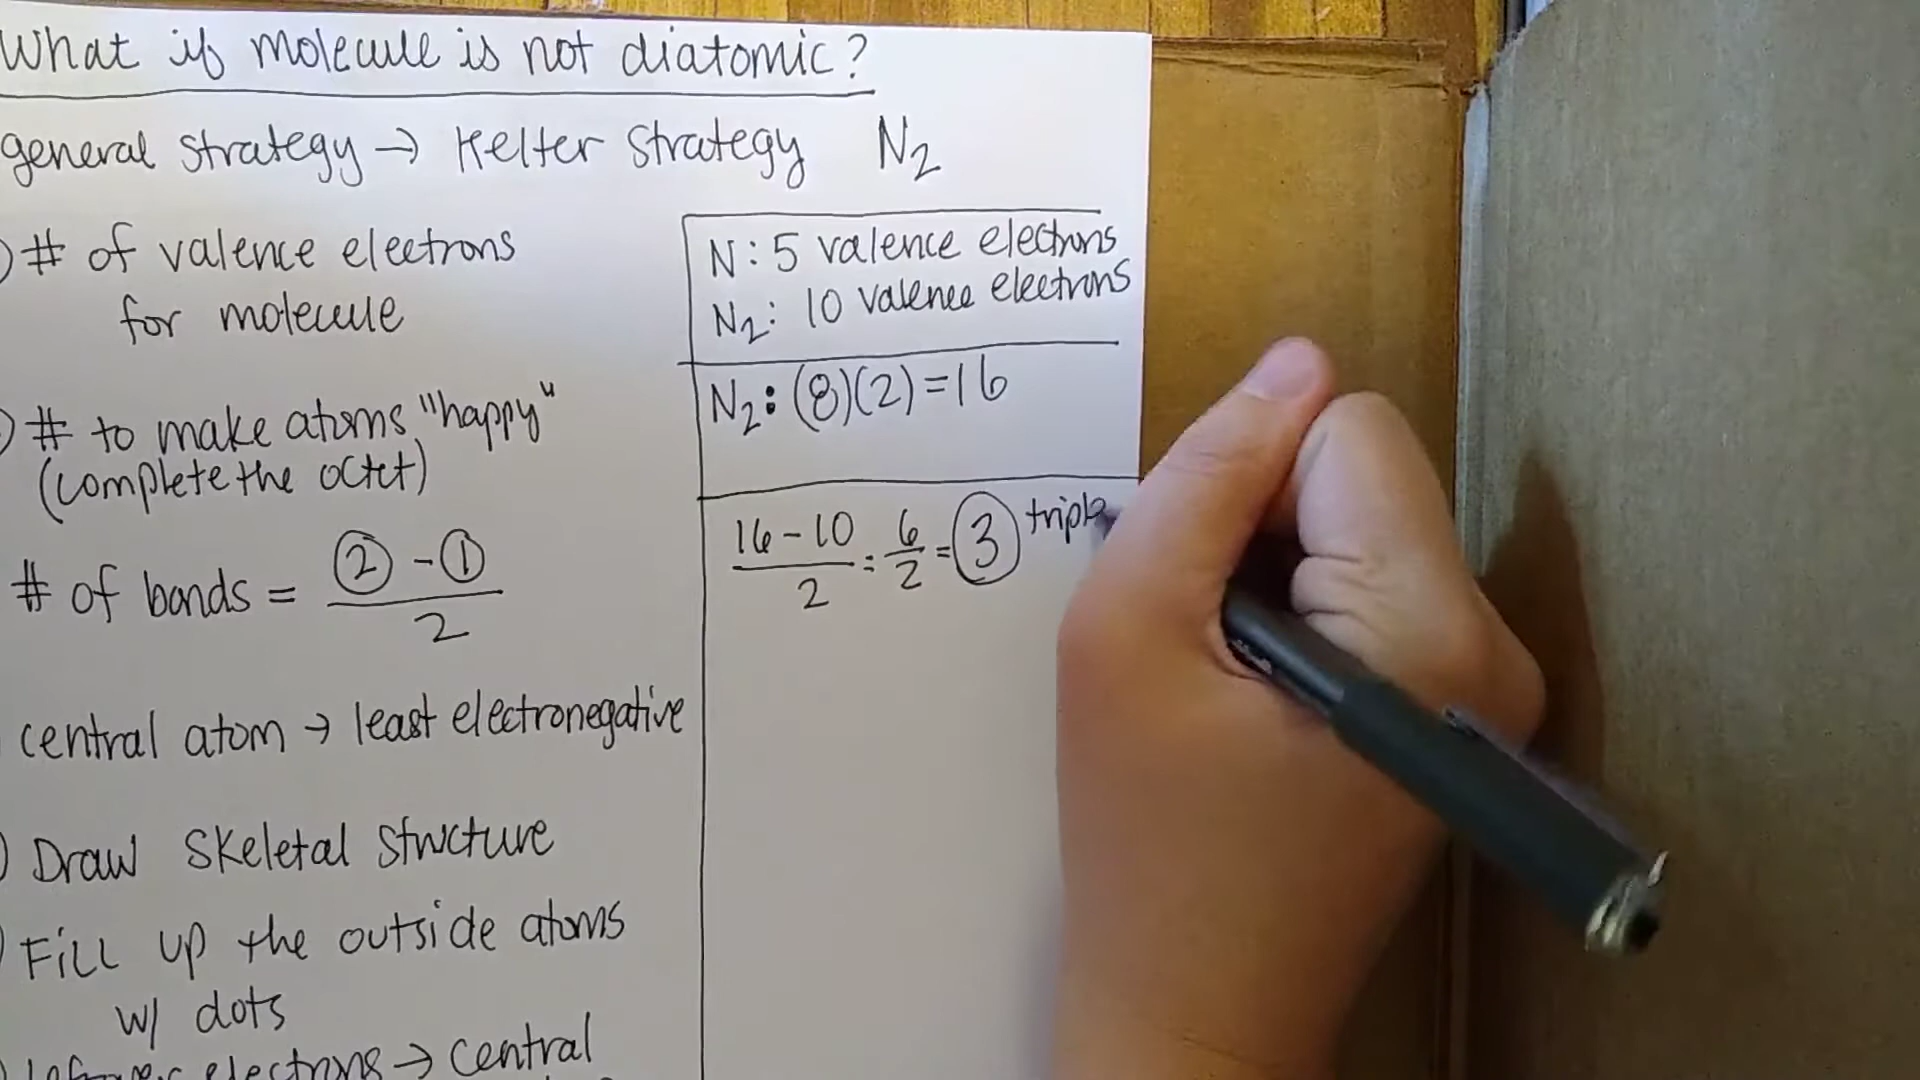 What if molecule is not diatomic?
general strategy → Kelter strategy N2
) # of valence electrons
for molecule
) # to make atoms "happy"
(complete the octet)
# of bonds = (2) - (1) / 2
central atom → least electronegative
) Draw skeletal structure
) Fill up the outside atoms
w/ dots
electrons → central
N: 5 valence electrons
N2: 10 valence electrons
N2: (8)(2)=16
16-10 / 2 = 6 / 2 = (3) triple